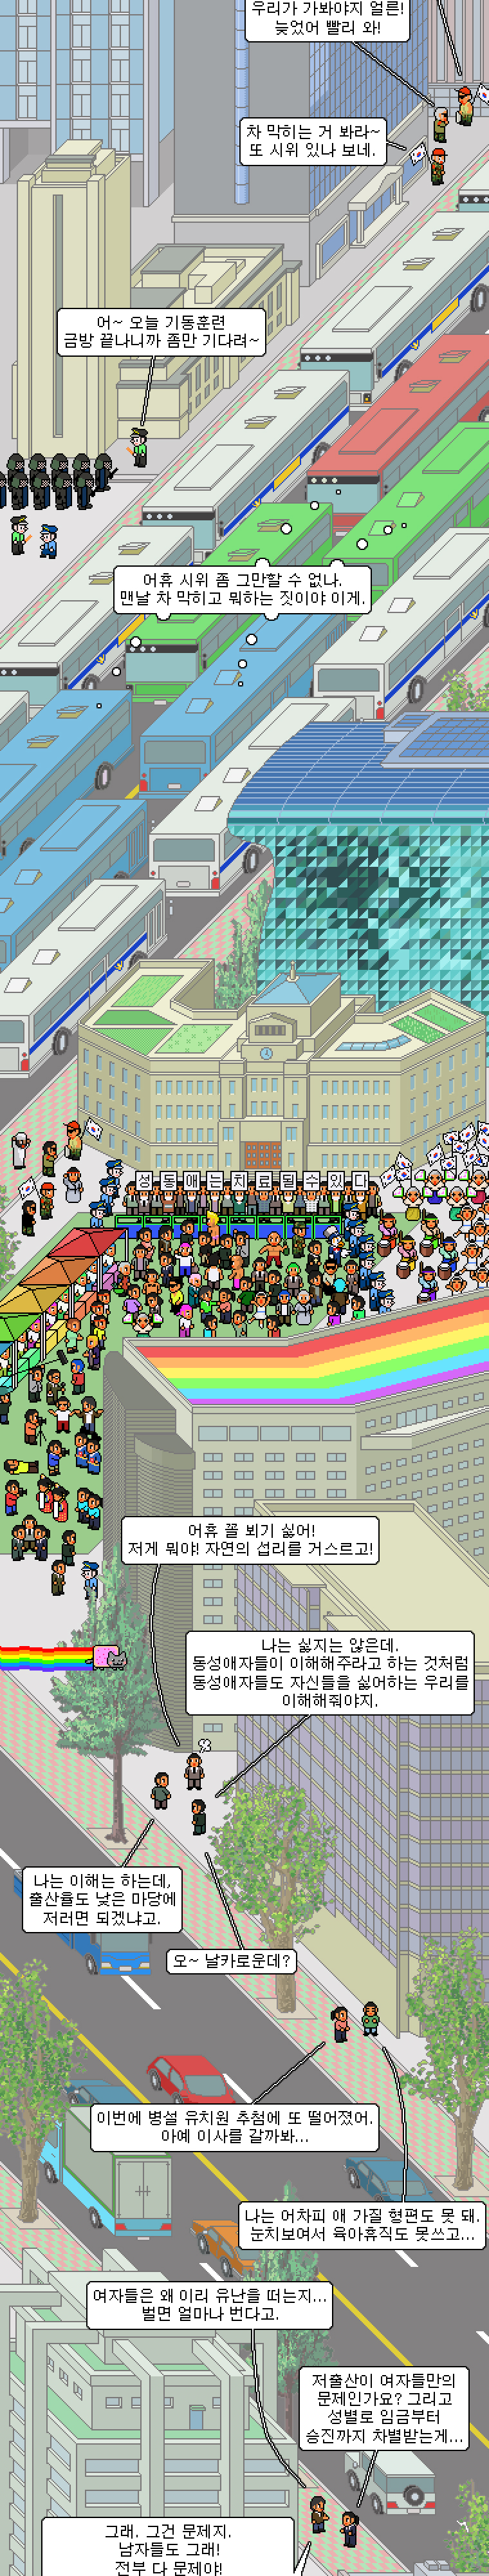 우리가 가봐야지 얼른!
늦었어 빨리 와!
차 막히는 거 봐라~
또 시위 있나 보네.
어~ 오늘 기동훈련
금방 끝나니까 좀만 기다려~
어휴 시위 좀 그만할 수 없나.
맨날 차 막히고 뭐하는 짓이야 이게.
성동애는치료될수있다
어휴 꼴 뵈기 싫어!
저게 뭐야! 자연의 섭리를 거스르고!
나는 싫지는 않은데.
동성애자들이 이해해주라고 하는 것처럼
동성애자들도 자신들을 싫어하는 우리를
이해해줘야지.
나는 이해는 하는데,
출산율도 낮은 마당에
저러면 되겠냐고.
오~ 날카로운데?
이번에 병설 유치원 추첨에 또 떨어졌어.
아예 이사를 갈까봐...
나는 어차피 애 가질 형편도 못 돼.
눈치보여서 육아휴직도 못쓰고...
여자들은 왜 이리 유난을 떠는지...
벌면 얼마나 번다고.
저출산이 여자들만의
문제인가요? 그리고
성별로 임금부터
승진까지 차별받는게...
그래. 그건 문제지.
남자들도 그래!
전부 다 문제야!